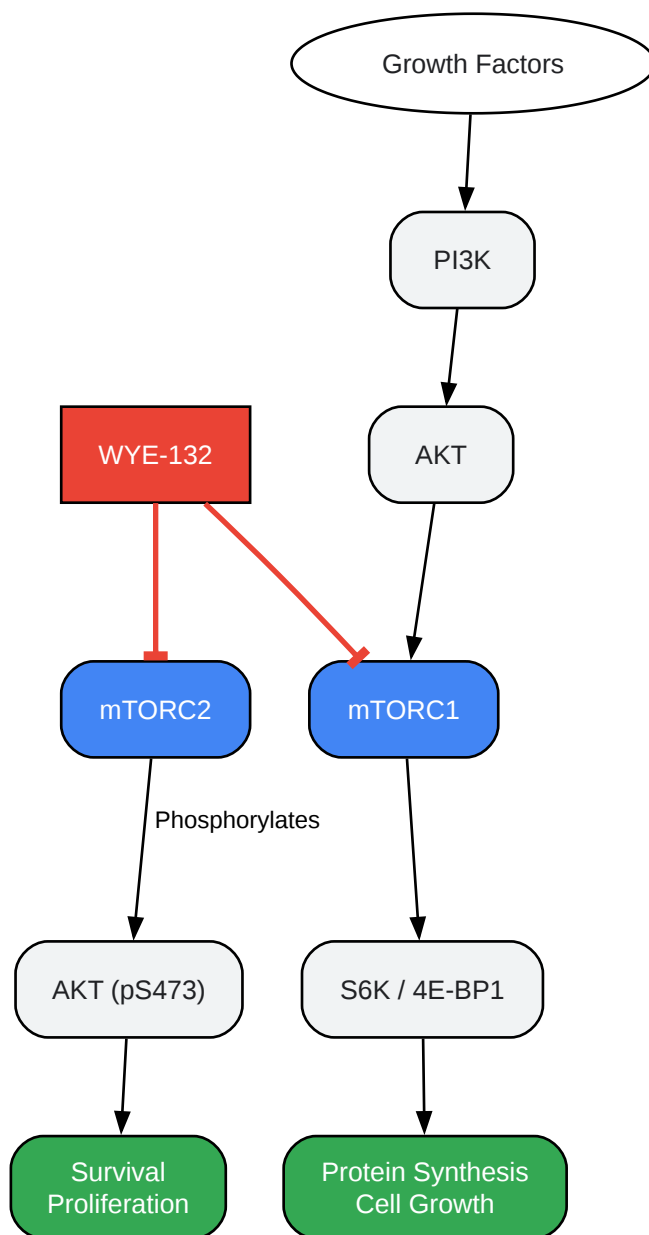 Growth Factors
PI3K
WYE-132
AKT
mTORC2
mTORC1
Phosphorylates
AKT (pS473)
S6K / 4E-BP1
Survival
Proliferation
Protein Synthesis
Cell Growth